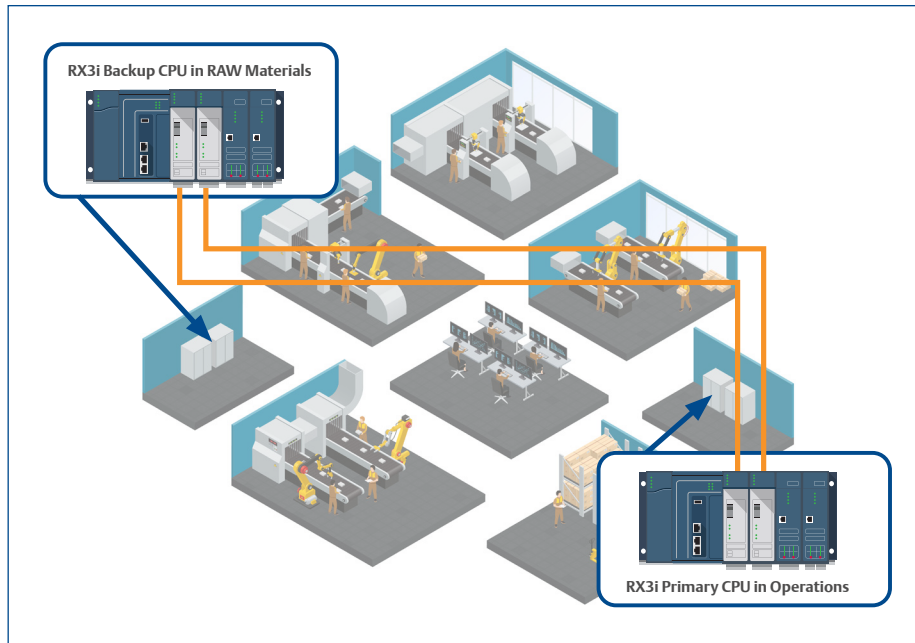 RX3i Backup CPU in RAW Materials
RX3i Primary CPU in Operations